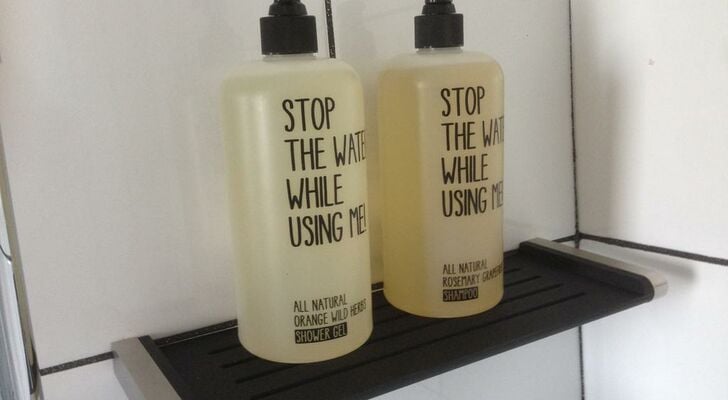 STOP
THE WATE
WHILE
USING ME!
ALL NATURAL
ORANGE WILD HERBS
SHOWER GEL
STOP
THE WAT
WHILE
USING ME
ALL NATURAL
ROSEMARY GRAPEFRUIT
SHAMPOO